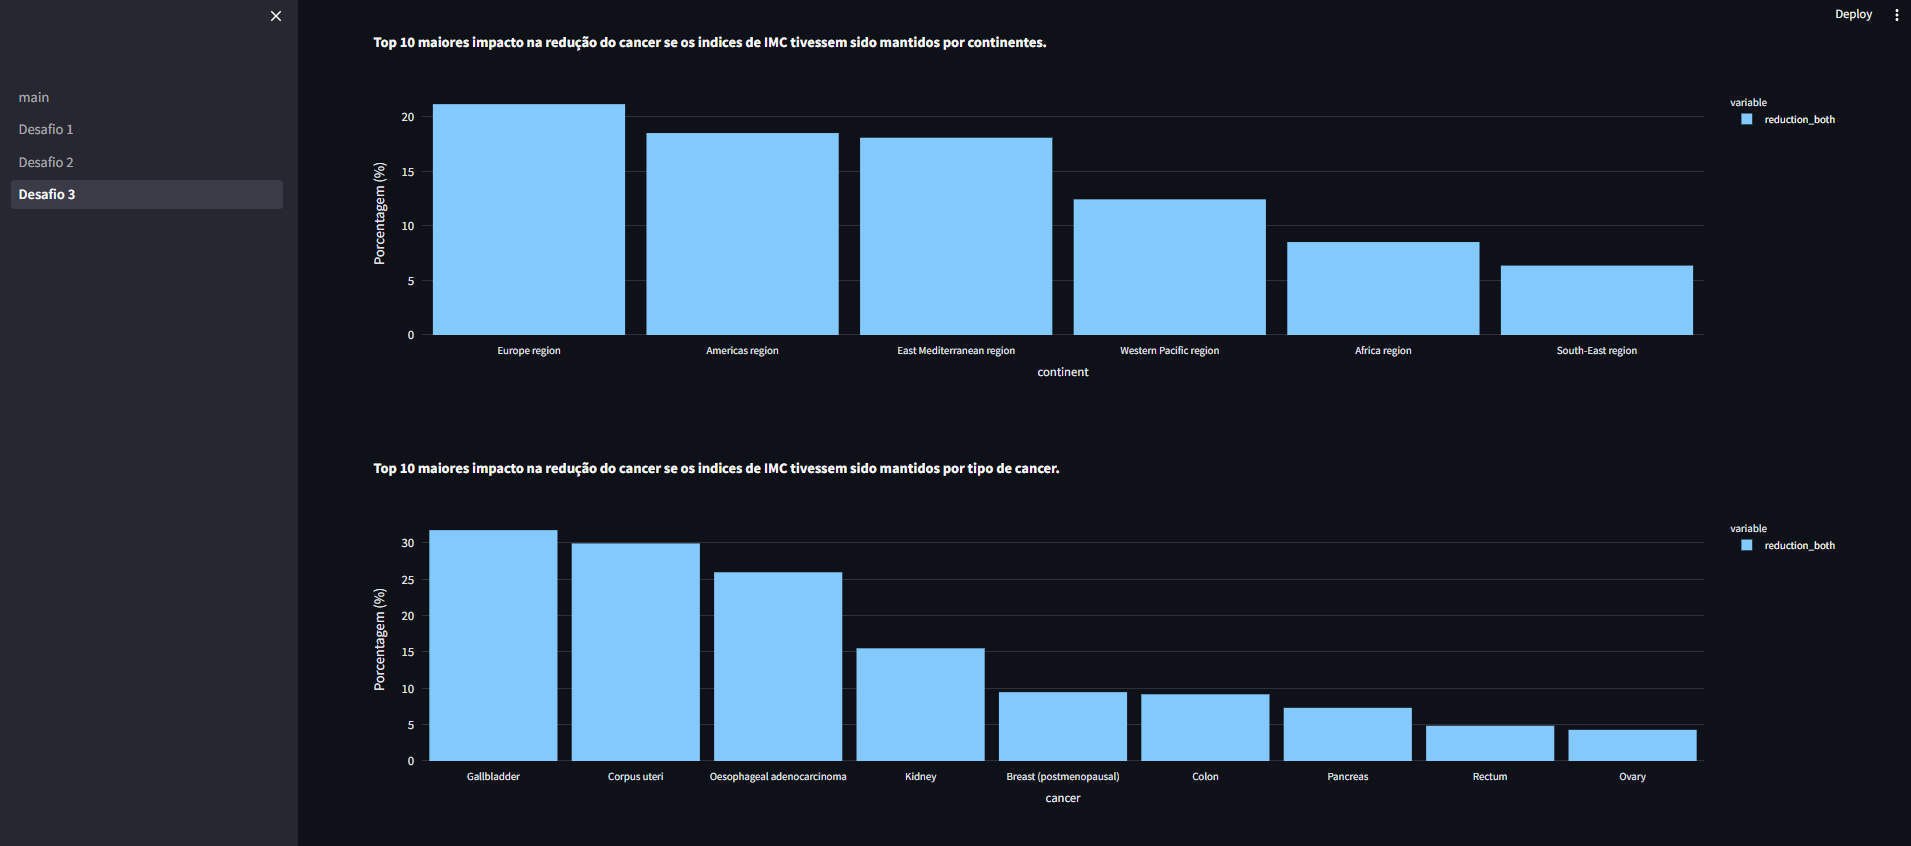 Deploy
main
Desafio 1
Desafio 2
Desafio 3
Top 10 maiores impacto na redução do cancer se os indices de IMC tivessem sido mantidos por continentes.
Porcentagem (%)
20
15
10
5
0
Europe region
Americas region
East Mediterranean region
Western Pacific region
Africa region
South-East region
continent
variable
reduction_both
Top 10 maiores impacto na redução do cancer se os indices de IMC tivessem sido mantidos por tipo de cancer.
Porcentagem (%)
30
25
20
15
10
5
0
Gallbladder
Corpus uteri
Oesophageal adenocarcinoma
Kidney
Breast (postmenopausal)
Colon
Pancreas
Rectum
Ovary
cancer
variable
reduction_both